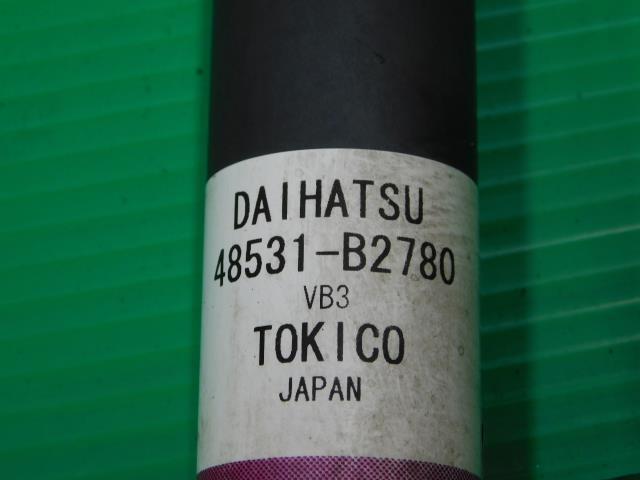 DAIHATSU
48531-B2780
VB3
TOKICO
JAPAN